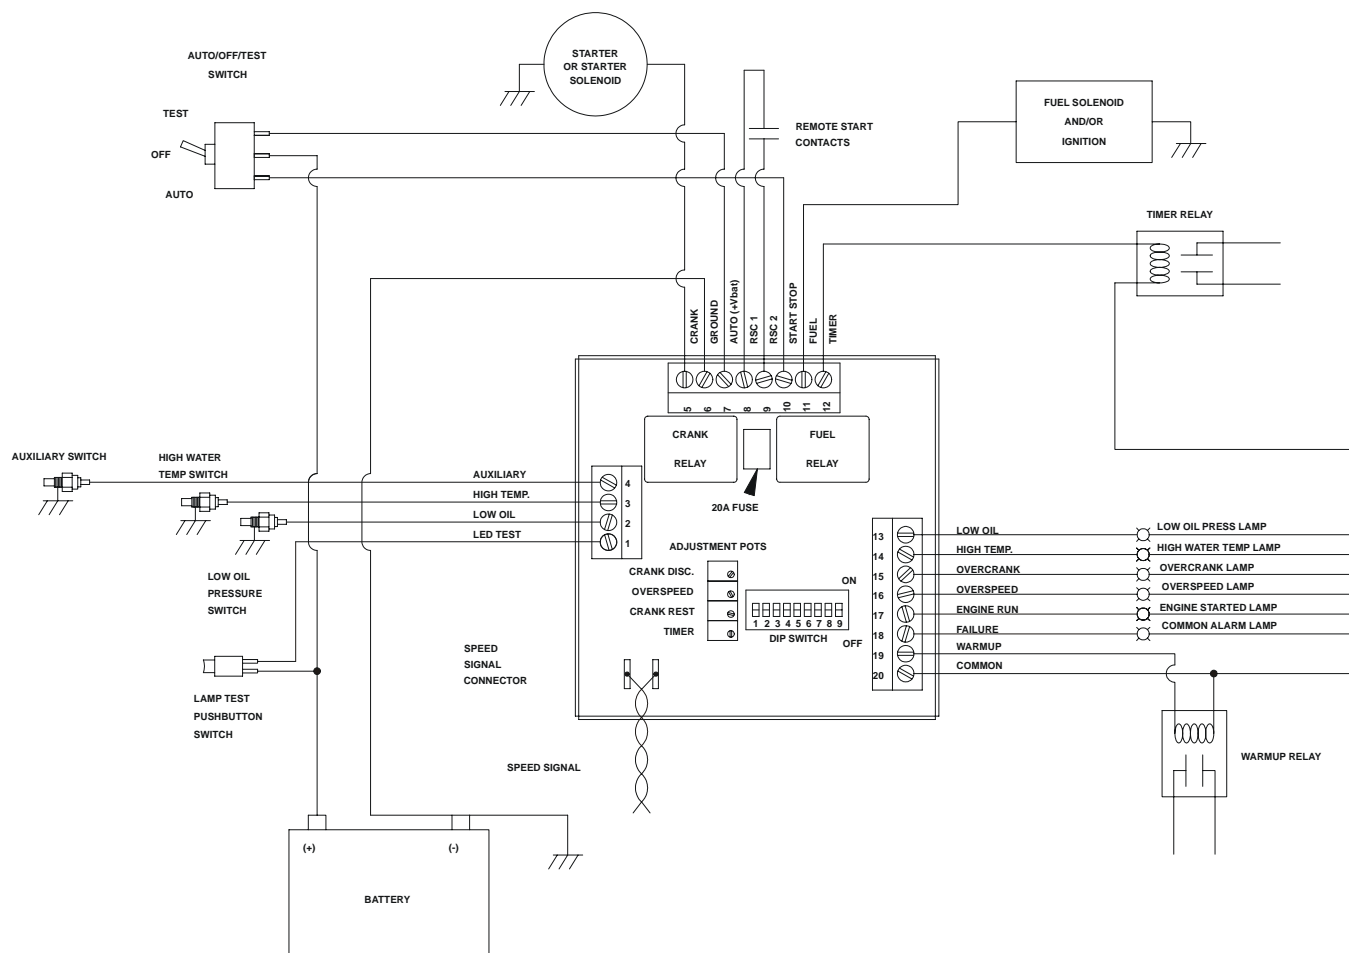 AUTO/OFF/TEST
SWITCH
TEST
OFF
AUTO
STARTER
OR STARTER
SOLENOID
REMOTE START
CONTACTS
FUEL SOLENOID
AND/OR
IGNITION
TIMER RELAY
CRANK
GROUND
AUTO (+Vbat)
RSC 1
RSC 2
START STOP
FUEL
TIMER
5
6
7
8
9
10
11
12
CRANK
RELAY
FUEL
RELAY
20A FUSE
AUXILIARY SWITCH
HIGH WATER
TEMP SWITCH
AUXILIARY
HIGH TEMP.
LOW OIL
LED TEST
4
3
2
1
LOW OIL
PRESSURE
SWITCH
ADJUSTMENT POTS
CRANK DISC.
OVERSPEED
CRANK REST
TIMER
ON
1 2 3 4 5 6 7 8 9
DIP SWITCH
OFF
13
14
15
16
17
18
19
20
LOW OIL
HIGH TEMP.
OVERCRANK
OVERSPEED
ENGINE RUN
FAILURE
WARMUP
COMMON
LOW OIL PRESS LAMP
HIGH WATER TEMP LAMP
OVERCRANK LAMP
OVERSPEED LAMP
ENGINE STARTED LAMP
COMMON ALARM LAMP
SPEED
SIGNAL
CONNECTOR
LAMP TEST
PUSHBUTTON
SWITCH
SPEED SIGNAL
WARMUP RELAY
(+)
(-)
BATTERY